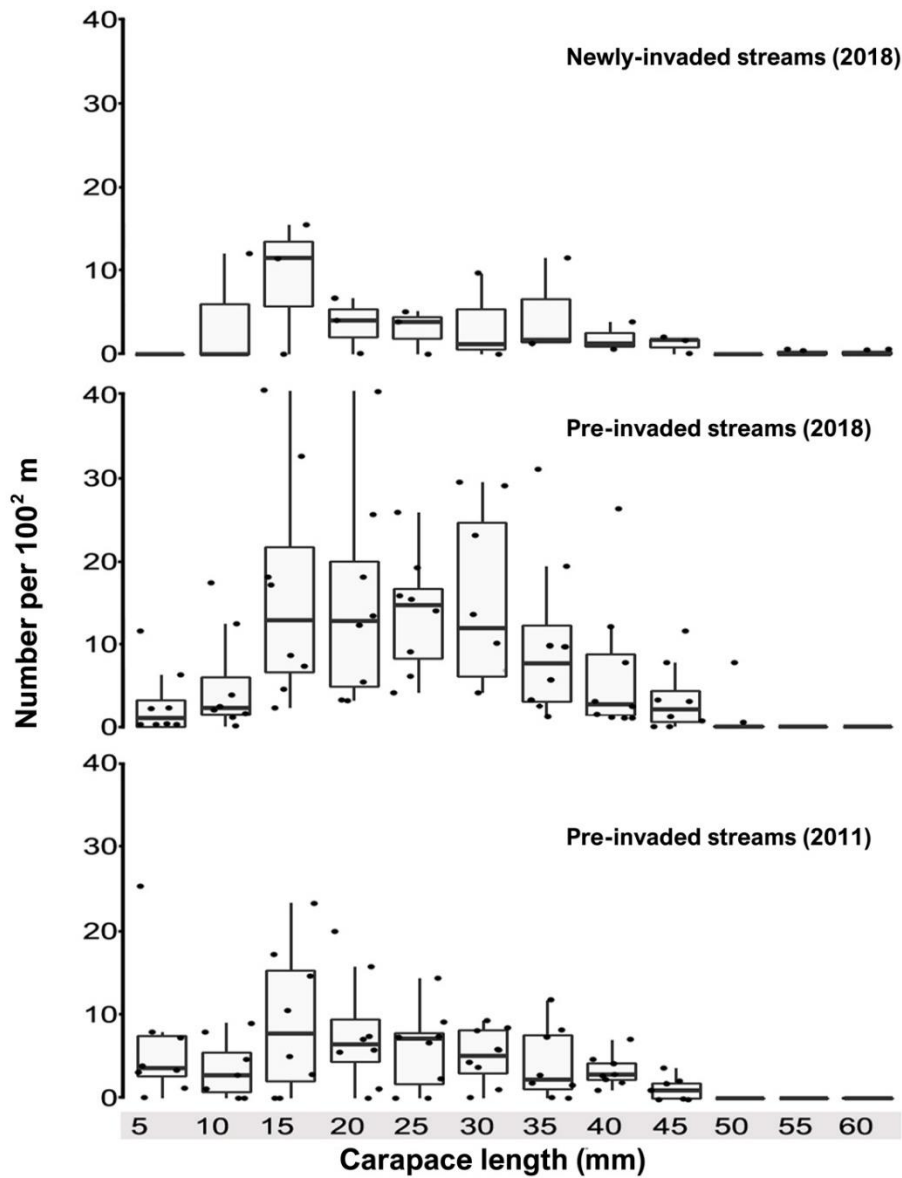 40
Newly-invaded streams (2018)
30
20
10
0
40
Pre-invaded streams (2018)
30
20
10
0
40
Pre-invaded streams (2011)
30
20
10
0
5 10 15 20 25 30 35 40 45 50 55 60
Carapace length (mm)
Number per 100² m